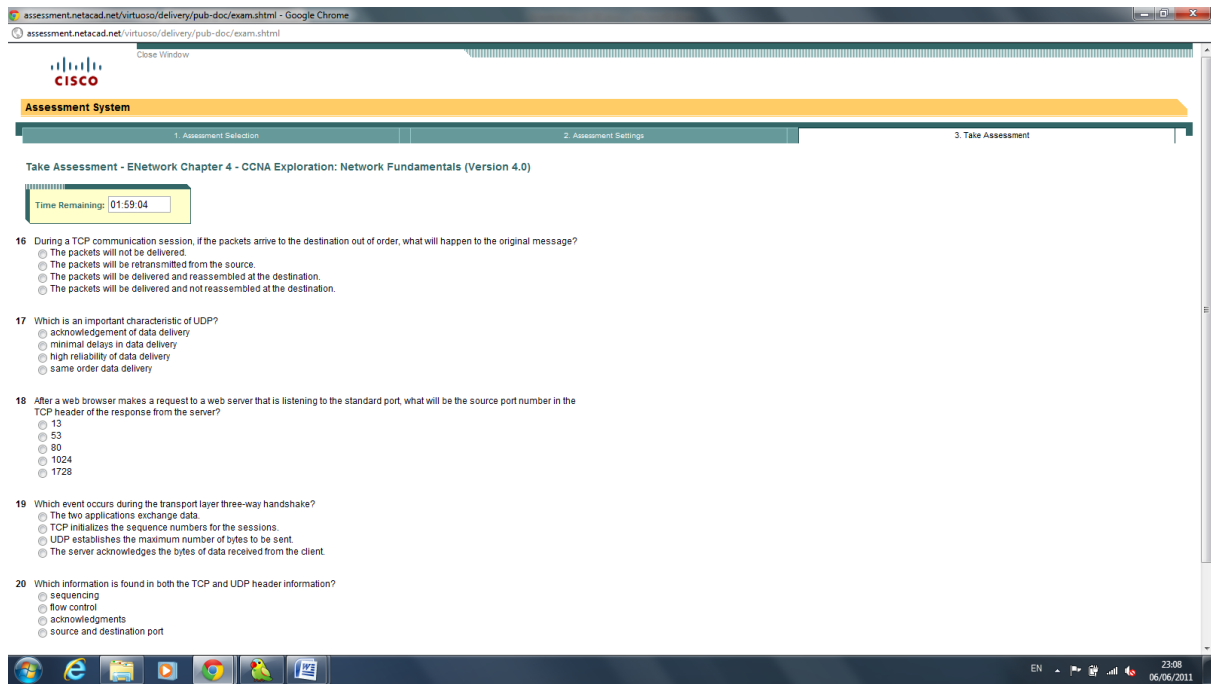 assessment.netacad.net/virtuoso/delivery/pub-doc/exam.shtml - Google Chrome
assessment.netacad.net/virtuoso/delivery/pub-doc/exam.shtml
Close Window
CISCO
Assessment System
1. Assessment Selection
2. Assessment Settings
3. Take Assessment
Take Assessment - ENetwork Chapter 4 - CCNA Exploration: Network Fundamentals (Version 4.0)
Time Remaining: 01:59:04
16 During a TCP communication session, if the packets arrive to the destination out of order, what will happen to the original message?
The packets will not be delivered.
The packets will be retransmitted from the source.
The packets will be delivered and reassembled at the destination.
The packets will be delivered and not reassembled at the destination.
17 Which is an important characteristic of UDP?
acknowledgement of data delivery
minimal delays in data delivery
high reliability of data delivery
same order data delivery
18 After a web browser makes a request to a web server that is listening to the standard port, what will be the source port number in the
TCP header of the response from the server?
13
53
80
1024
1728
19 Which event occurs during the transport layer three-way handshake?
The two applications exchange data.
TCP initializes the sequence numbers for the sessions.
UDP establishes the maximum number of bytes to be sent.
The server acknowledges the bytes of data received from the client.
20 Which information is found in both the TCP and UDP header information?
sequencing
flow control
acknowledgments
source and destination port
EN
23:08
06/06/2011